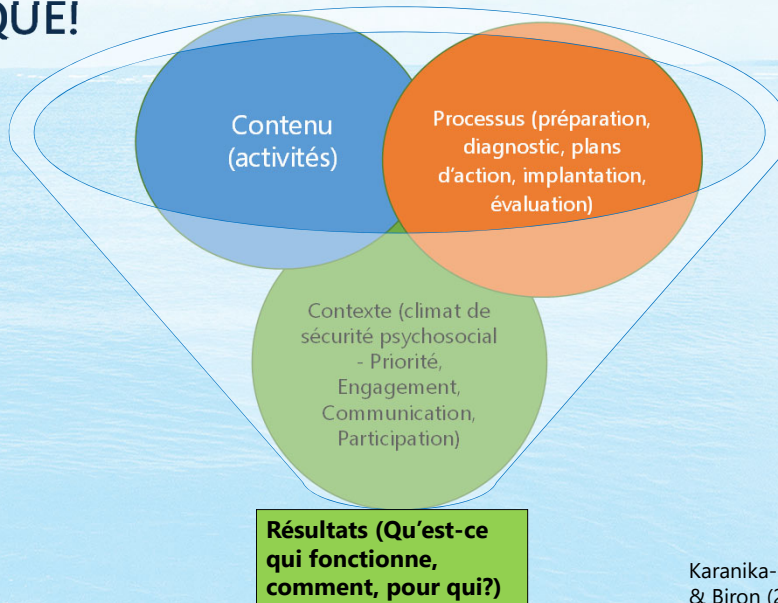 QUE!
Contenu
(activités)
Processus (préparation,
diagnostic, plans
d'action, implantation,
évaluation)
Contexte (climat de
sécurité psychosocial
- Priorité,
Engagement,
Communication,
Participation)
Résultats (Qu'est-ce
qui fonctionne,
comment, pour qui?)
Karanika-
& Biron (2